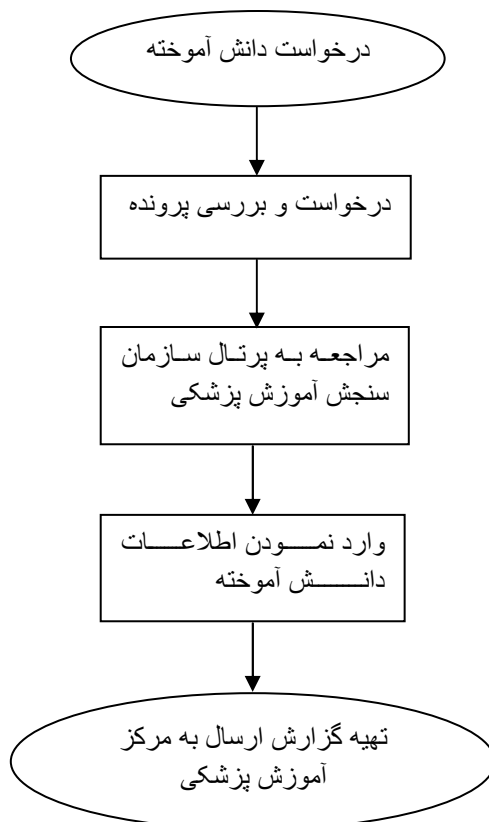 درخواست دانش آموخته
درخواست و بررسی پرونده
مراجعه به پرتال سازمان
سنجش آموزش پزشکی
وارد نمودن اطلاعات
دانش آموخته
تهیه گزارش ارسال به مرکز
آموزش پزشکی